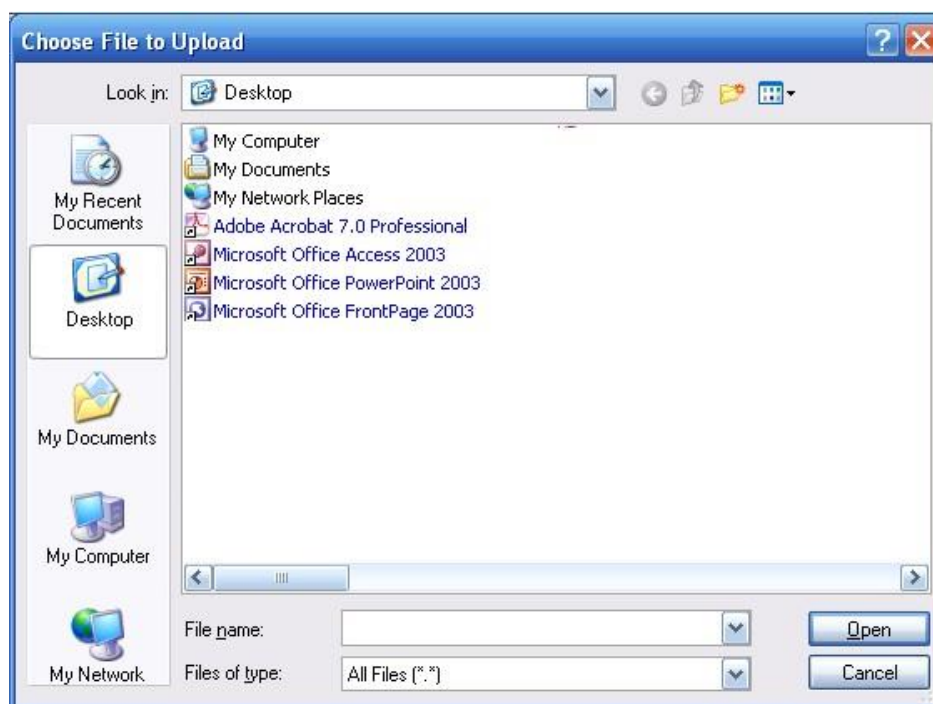 Choose File to Upload
?
Look in:
Desktop
My Recent
Documents
Desktop
My Documents
My Computer
My Network
My Computer
My Documents
My Network Places
Adobe Acrobat 7.0 Professional
Microsoft Office Access 2003
Microsoft Office PowerPoint 2003
Microsoft Office FrontPage 2003
File name:
Open
Files of type:
All Files (*.*)
Cancel